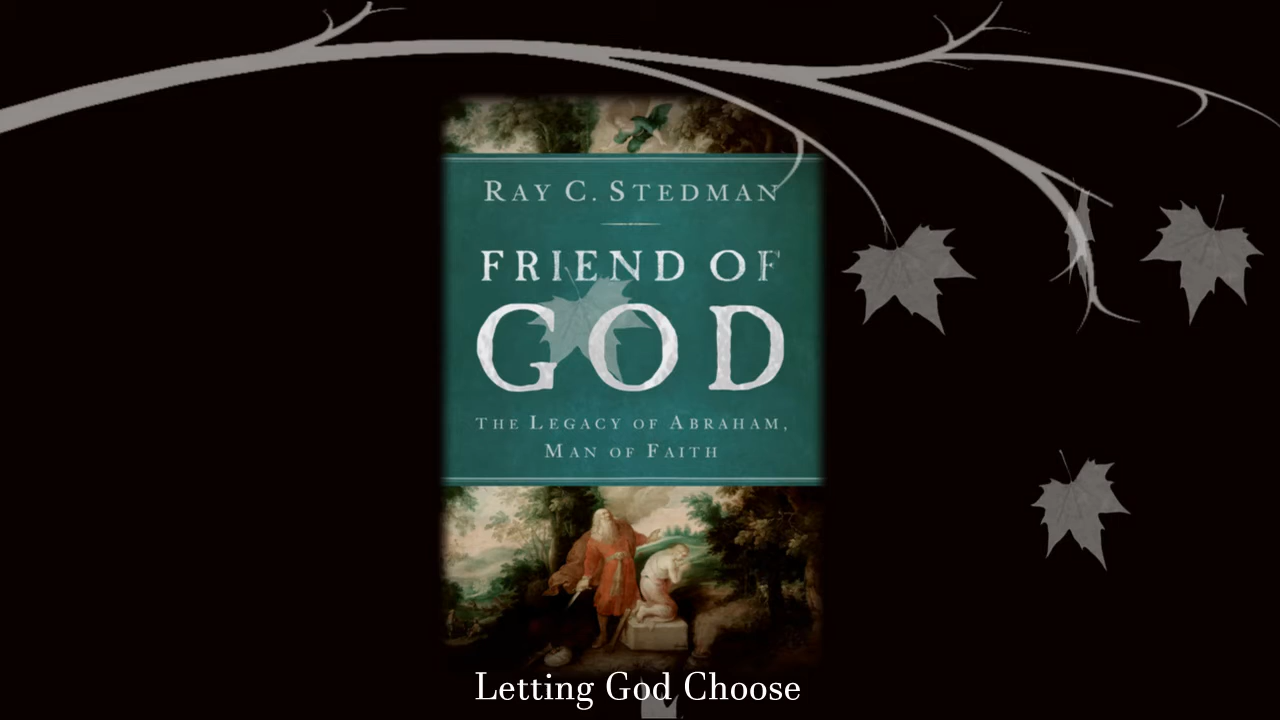 RAY C. STEDMAN
FRIEND OF
GOD
THE LEGACY OF ABRAHAM,
MAN OF FAITH
Letting God Choose